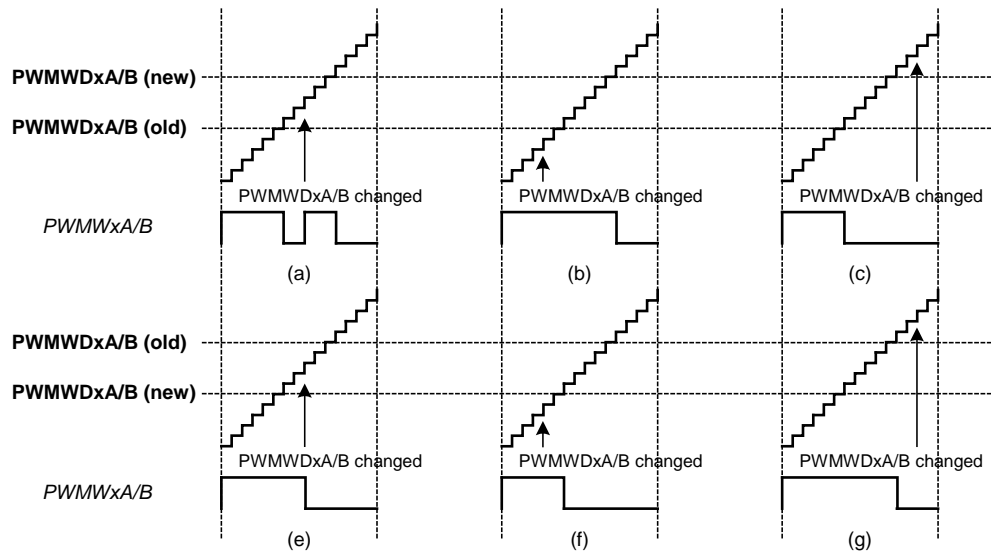 PWMWDxA/B (new)
PWMWDxA/B (old)
PWMWDxA/B changed
PWMWDxA/B changed
PWMWDxA/B changed
PWMWxA/B
(a)
(b)
(c)
PWMWDxA/B (old)
PWMWDxA/B (new)
PWMWDxA/B changed
PWMWDxA/B changed
PWMWDxA/B changed
PWMWxA/B
(e)
(f)
(g)